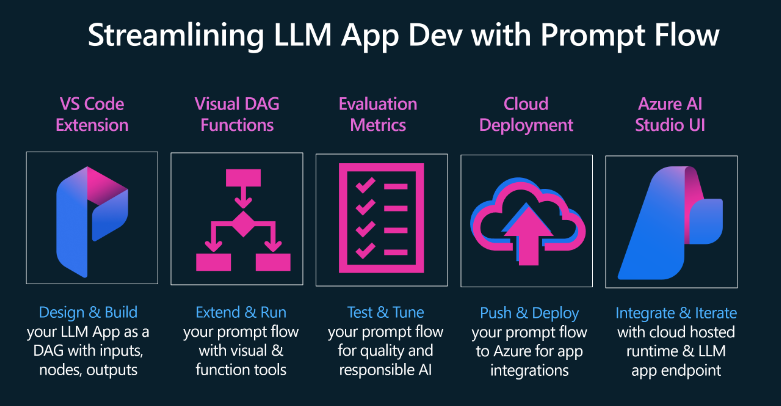 Streamlining LLM App Dev with Prompt Flow
VS Code
Extension
Visual DAG
Functions
Evaluation
Metrics
Cloud
Deployment
Azure AI
Studio UI
Design & Build
your LLM App as a
DAG with inputs,
nodes, outputs
Extend & Run
your prompt flow
with visual &
function tools
Test & Tune
your prompt flow
for quality and
responsible AI
Push & Deploy
your prompt flow
to Azure for app
integrations
Integrate & Iterate
with cloud hosted
runtime & LLM
app endpoint